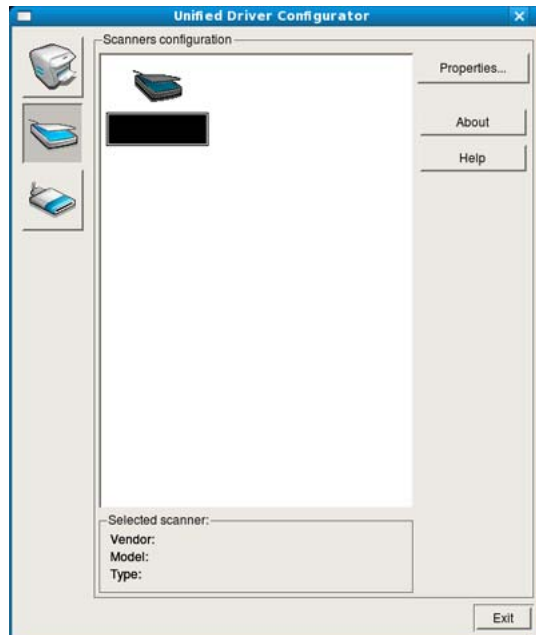 Unified Driver Configurator
Scanners configuration
Properties...
About
Help
Selected scanner:
Vendor:
Model:
Type:
Exit